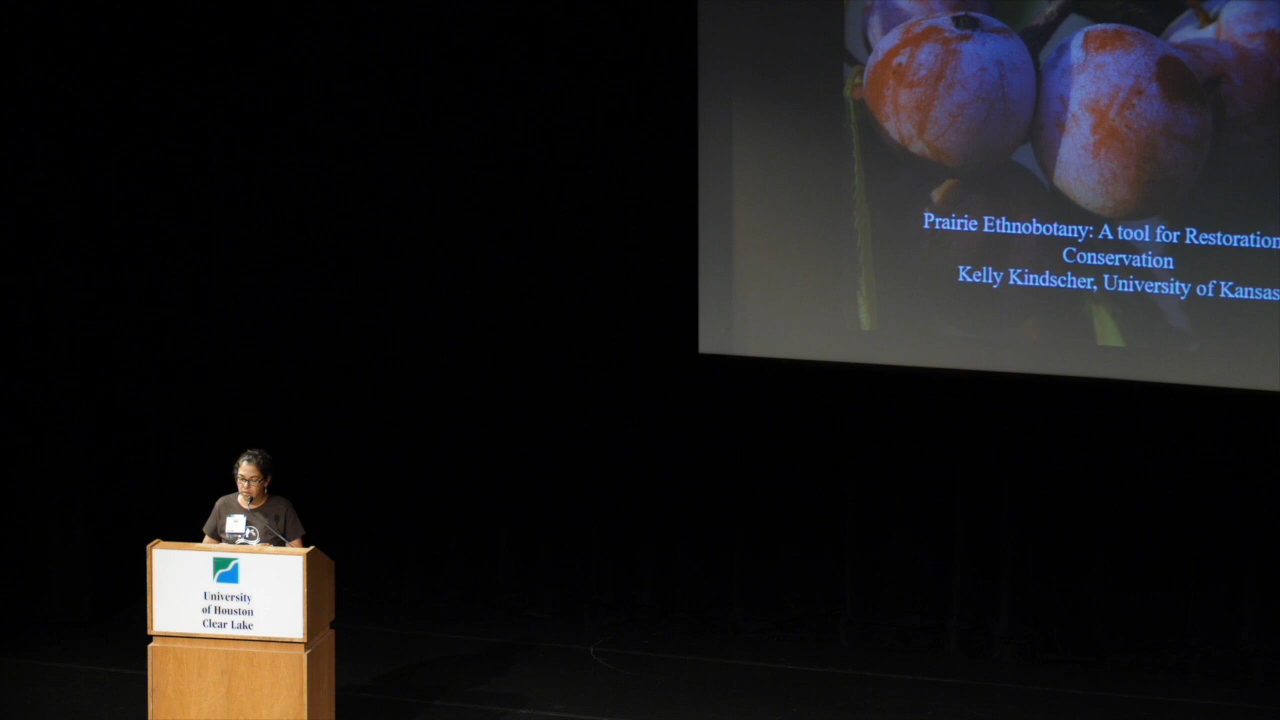 Prairie Ethnobotany: A tool for Restoration
Conservation
Kelly Kindscher, University of Kansas
University
of Houston
Clear Lake